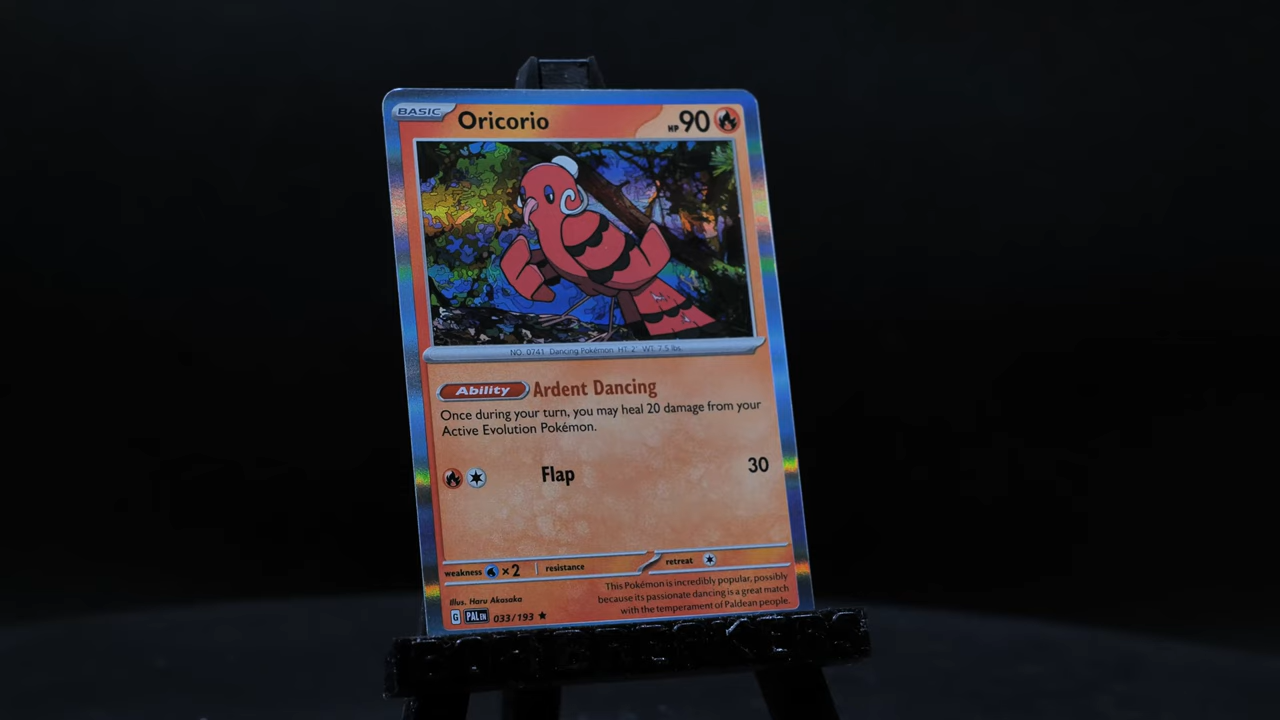 BASIC Oricorio HP 90
NO. 0741 Dancing Pokémon HT: 2' WT: 7.5 lbs.
Ability Ardent Dancing
Once during your turn, you may heal 20 damage from your
Active Evolution Pokémon.
Flap 30
weakness ×2 resistance retreat
This Pokémon is incredibly popular, possibly
because its passionate dancing is a great match
with the temperament of Paldean people.
Illus. Haru Akasaka
G PAL EN 033/193 ★